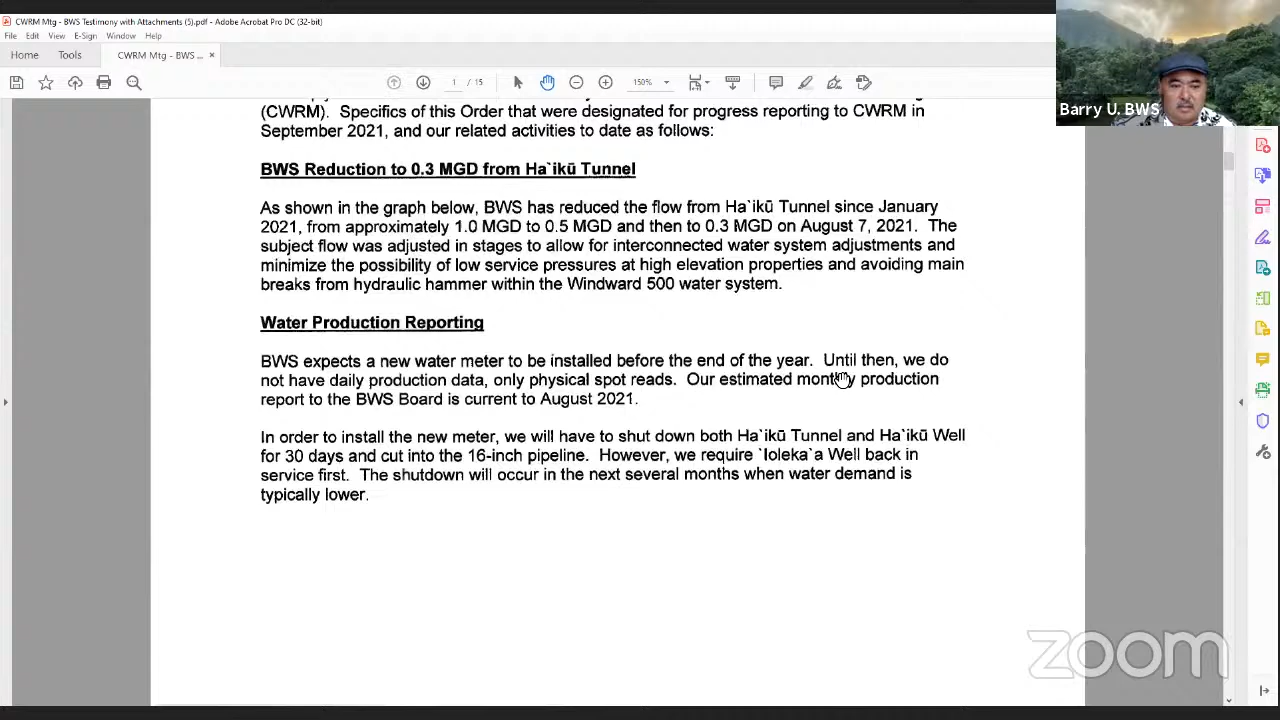 CWRM Mtg - BWS Testimony with Attachments (5).pdf - Adobe Acrobat Pro DC (32-bit)
File Edit View E-Sign Window Help
Home Tools CWRM Mtg - BWS ... ×
1 / 15 150%
Barry U. BWS
(CWRM). Specifics of this Order that were designated for progress reporting to CWRM in
September 2021, and our related activities to date as follows:
BWS Reduction to 0.3 MGD from Ha`ikū Tunnel
As shown in the graph below, BWS has reduced the flow from Ha`ikū Tunnel since January
2021, from approximately 1.0 MGD to 0.5 MGD and then to 0.3 MGD on August 7, 2021. The
subject flow was adjusted in stages to allow for interconnected water system adjustments and
minimize the possibility of low service pressures at high elevation properties and avoiding main
breaks from hydraulic hammer within the Windward 500 water system.
Water Production Reporting
BWS expects a new water meter to be installed before the end of the year. Until then, we do
not have daily production data, only physical spot reads. Our estimated monthly production
report to the BWS Board is current to August 2021.
In order to install the new meter, we will have to shut down both Ha`ikū Tunnel and Ha`ikū Well
for 30 days and cut into the 16-inch pipeline. However, we require `Ioleka`a Well back in
service first. The shutdown will occur in the next several months when water demand is
typically lower.
zoom